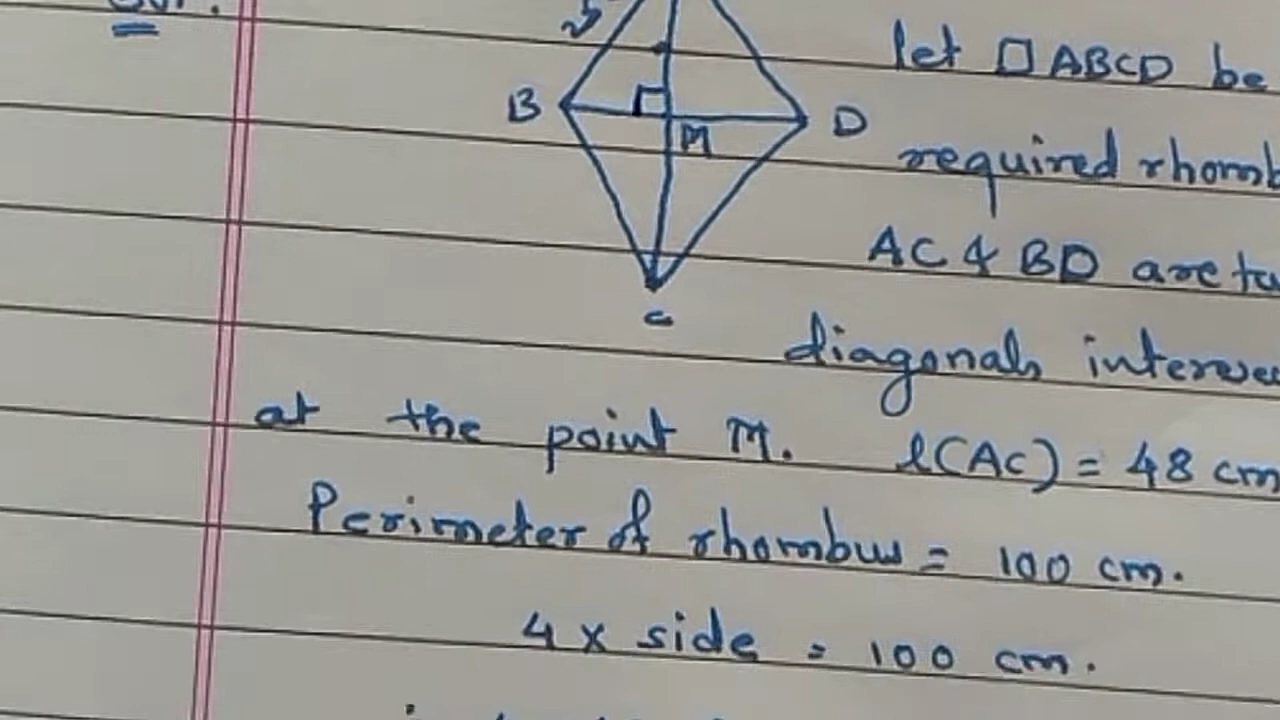 let □ABCD be
B
D
M
required rhomb
AC & BD are
C
diagonals
at the point M. l(AC) = 48 cm
Perimeter of rhombus = 100 cm.
4 x side = 100 cm.